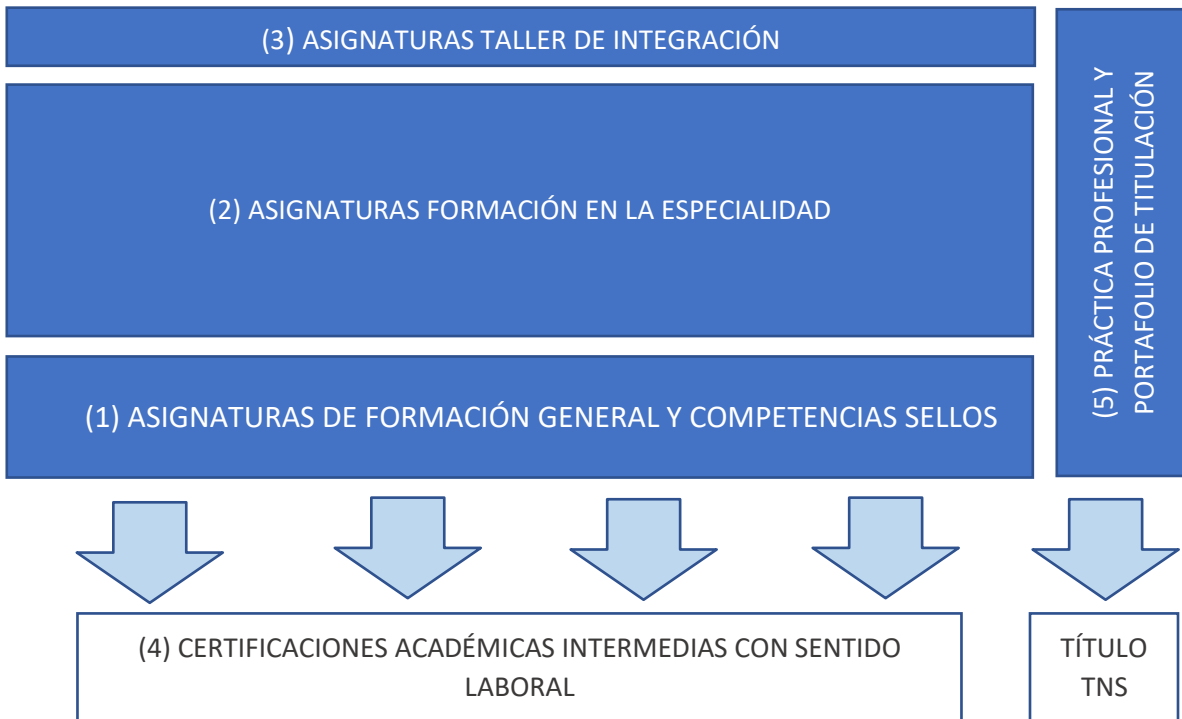 (3) ASIGNATURAS TALLER DE INTEGRACIÓN
(2) ASIGNATURAS FORMACIÓN EN LA ESPECIALIDAD
(1) ASIGNATURAS DE FORMACIÓN GENERAL Y COMPETENCIAS SELLOS
(5) PRÁCTICA PROFESIONAL Y
PORTAFOLIO DE TITULACIÓN
(4) CERTIFICACIONES ACADÉMICAS INTERMEDIAS CON SENTIDO
LABORAL
TÍTULO
TNS